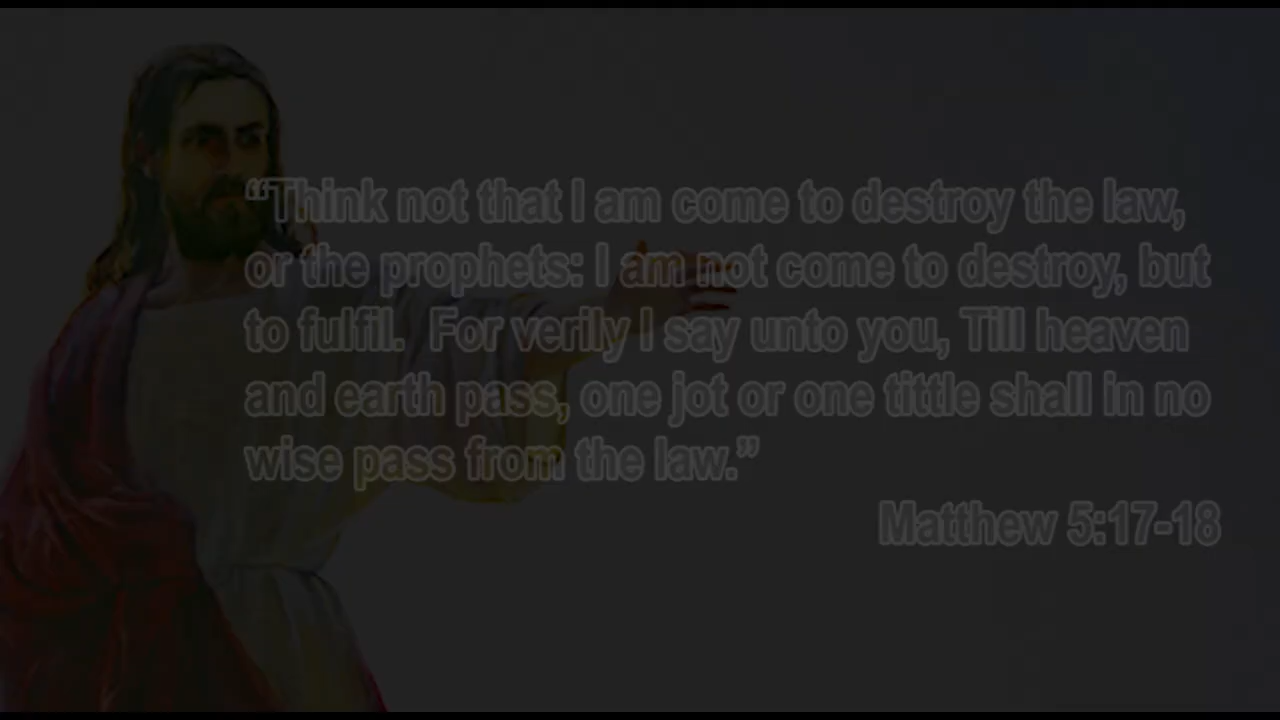 “Think not that I am come to destroy the law,
or the prophets: I am not come to destroy, but
to fulfil.  For verily I say unto you, Till heaven
and earth pass, one jot or one tittle shall in no
wise pass from the law.”
Matthew 5:17-18